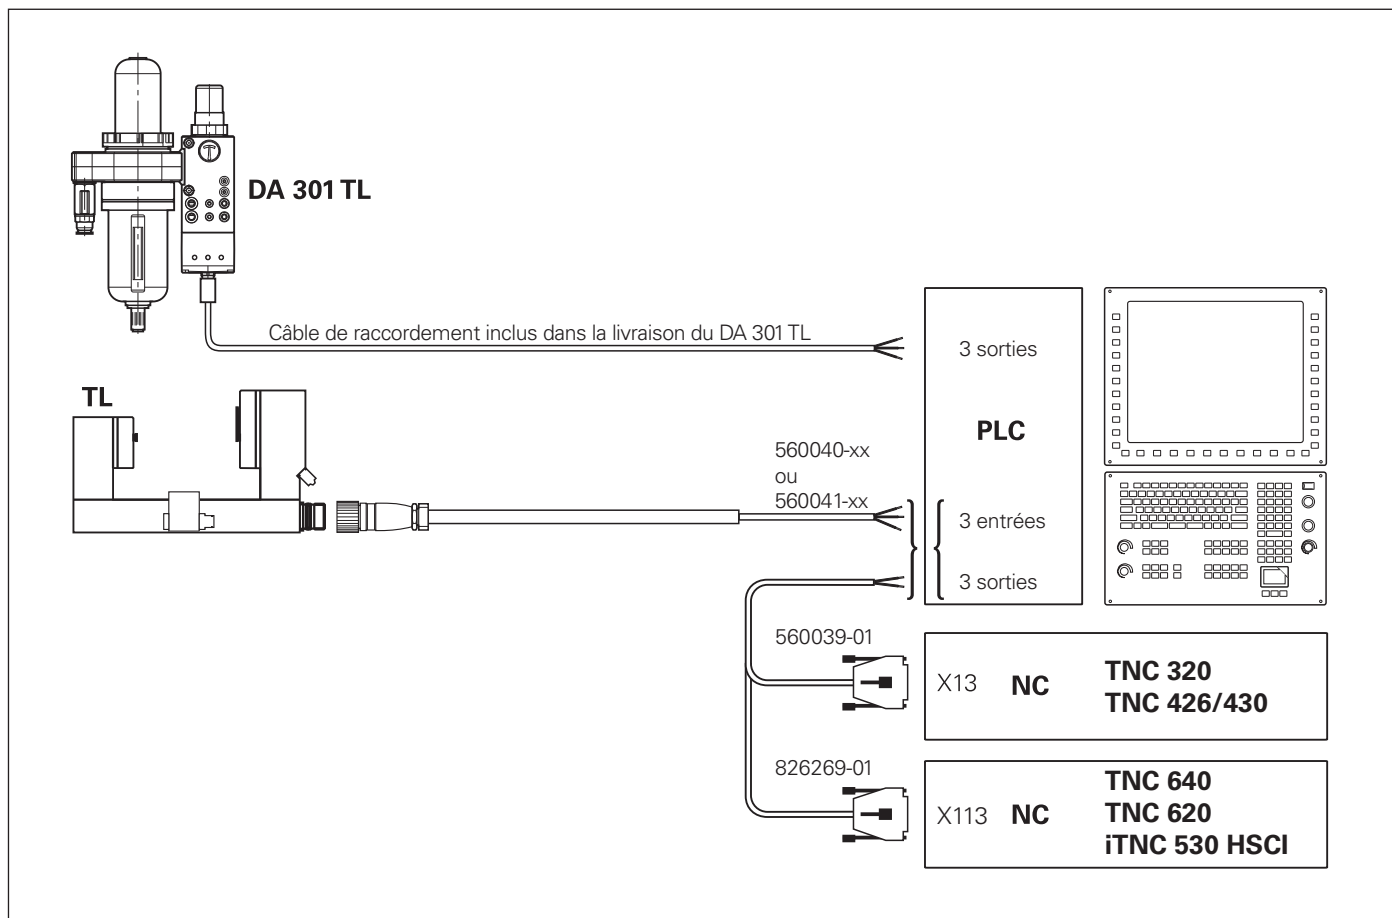 DA 301 TL
Câble de raccordement inclus dans la livraison du DA 301 TL
3 sorties
TL
PLC
560040-xx
ou
560041-xx
3 entrées
3 sorties
560039-01
X13 NC
TNC 320
TNC 426/430
826269-01
X113 NC
TNC 640
TNC 620
iTNC 530 HSCI